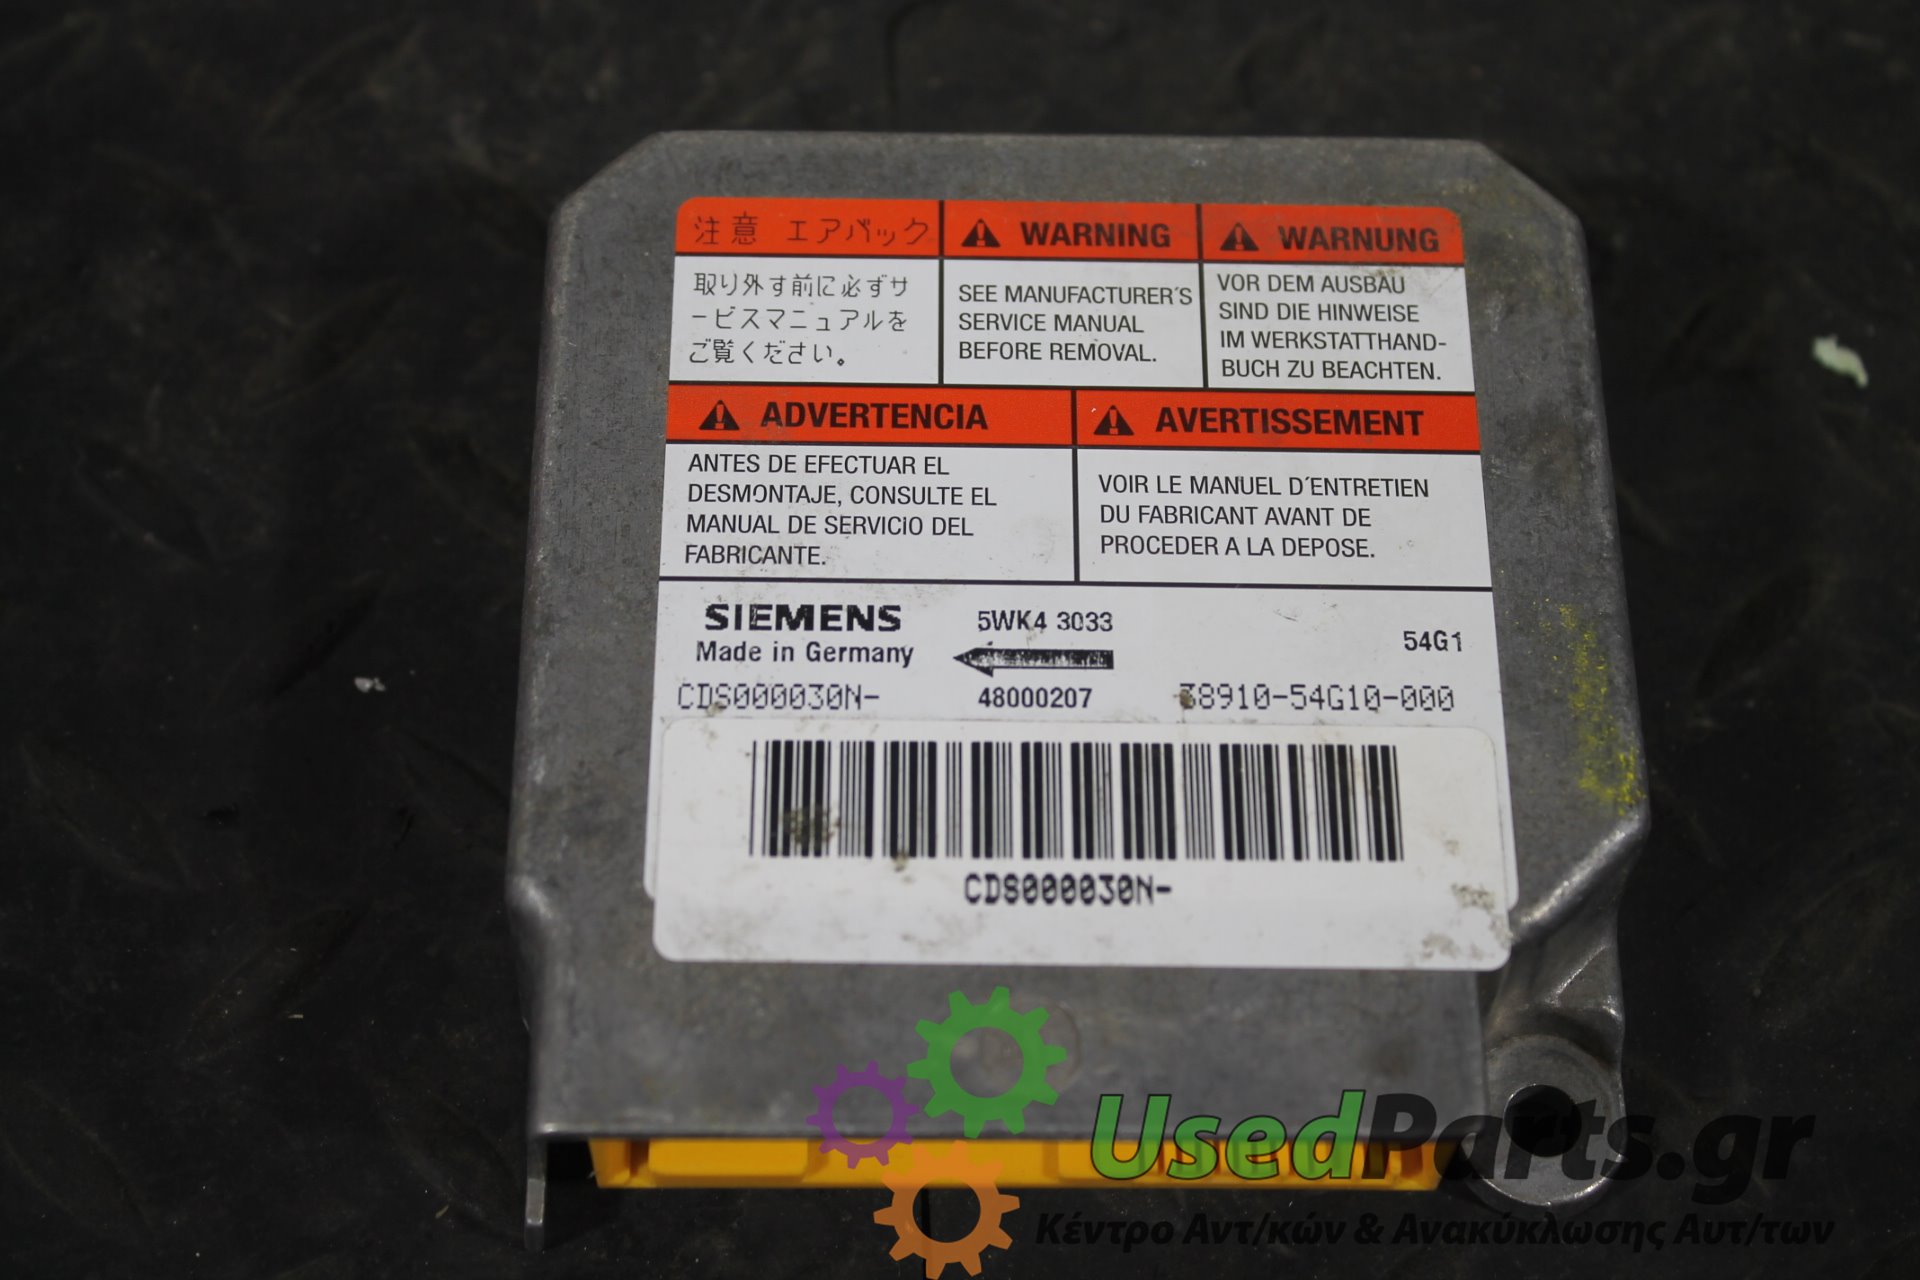 注意 エアバック
取り外す前に必ずサ
ービスマニュアルを
ご覧ください。
WARNING
SEE MANUFACTURER'S
SERVICE MANUAL
BEFORE REMOVAL.
WARNUNG
VOR DEM AUSBAU
SIND DIE HINWEISE
IM WERKSTATTHAND-
BUCH ZU BEACHTEN.
ADVERTENCIA
ANTES DE EFECTUAR EL
DESMONTAJE, CONSULTE EL
MANUAL DE SERVICIO DEL
FABRICANTE.
AVERTISSEMENT
VOIR LE MANUEL D'ENTRETIEN
DU FABRICANT AVANT DE
PROCEDER A LA DEPOSE.
SIEMENS 5WK4 3033
Made in Germany 54G1
CDS000030N- 48000207 38910-54G10-000
CDS000030N-
UsedParts.gr
Κέντρο Αντ/κών & Ανακύκλωσης Αυτ/των